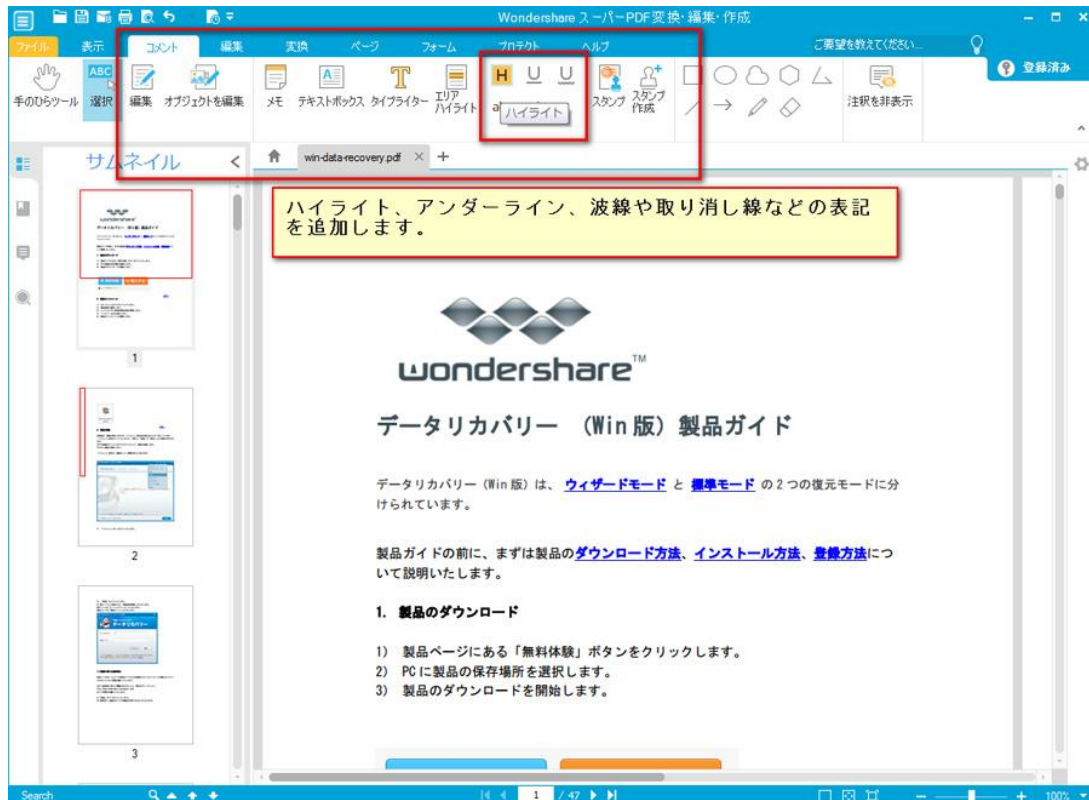 Wondershare スーパーPDF変換・編集・作成
ファイル 表示 コメント 編集 変換 ページ フォーム プロテクト ヘルプ ご要望を教えてください...
登録済み
ABC
H U U
手のひらツール 選択 編集 オブジェクトを編集 メモ テキストボックス タイプライター エリアハイライト スタンプ スタンプ作成 注釈を非表示
ハイライト
サムネイル
win-data-recovery.pdf
ハイライト、アンダーライン、波線や取り消し線などの表記
を追加します。
wondershare™
データリカバリー (Win版) 製品ガイド
データリカバリー (Win版) は、 ウィザードモード と 標準モード の2つの復元モードに分
けられています。
製品ガイドの前に、まずは製品のダウンロード方法、インストール方法、登録方法につ
いて説明いたします。
1. 製品のダウンロード
1) 製品ページにある「無料体験」ボタンをクリックします。
2) PCに製品の保存場所を選択します。
3) 製品のダウンロードを開始します。
1
2
3
Search 1 / 47 100%